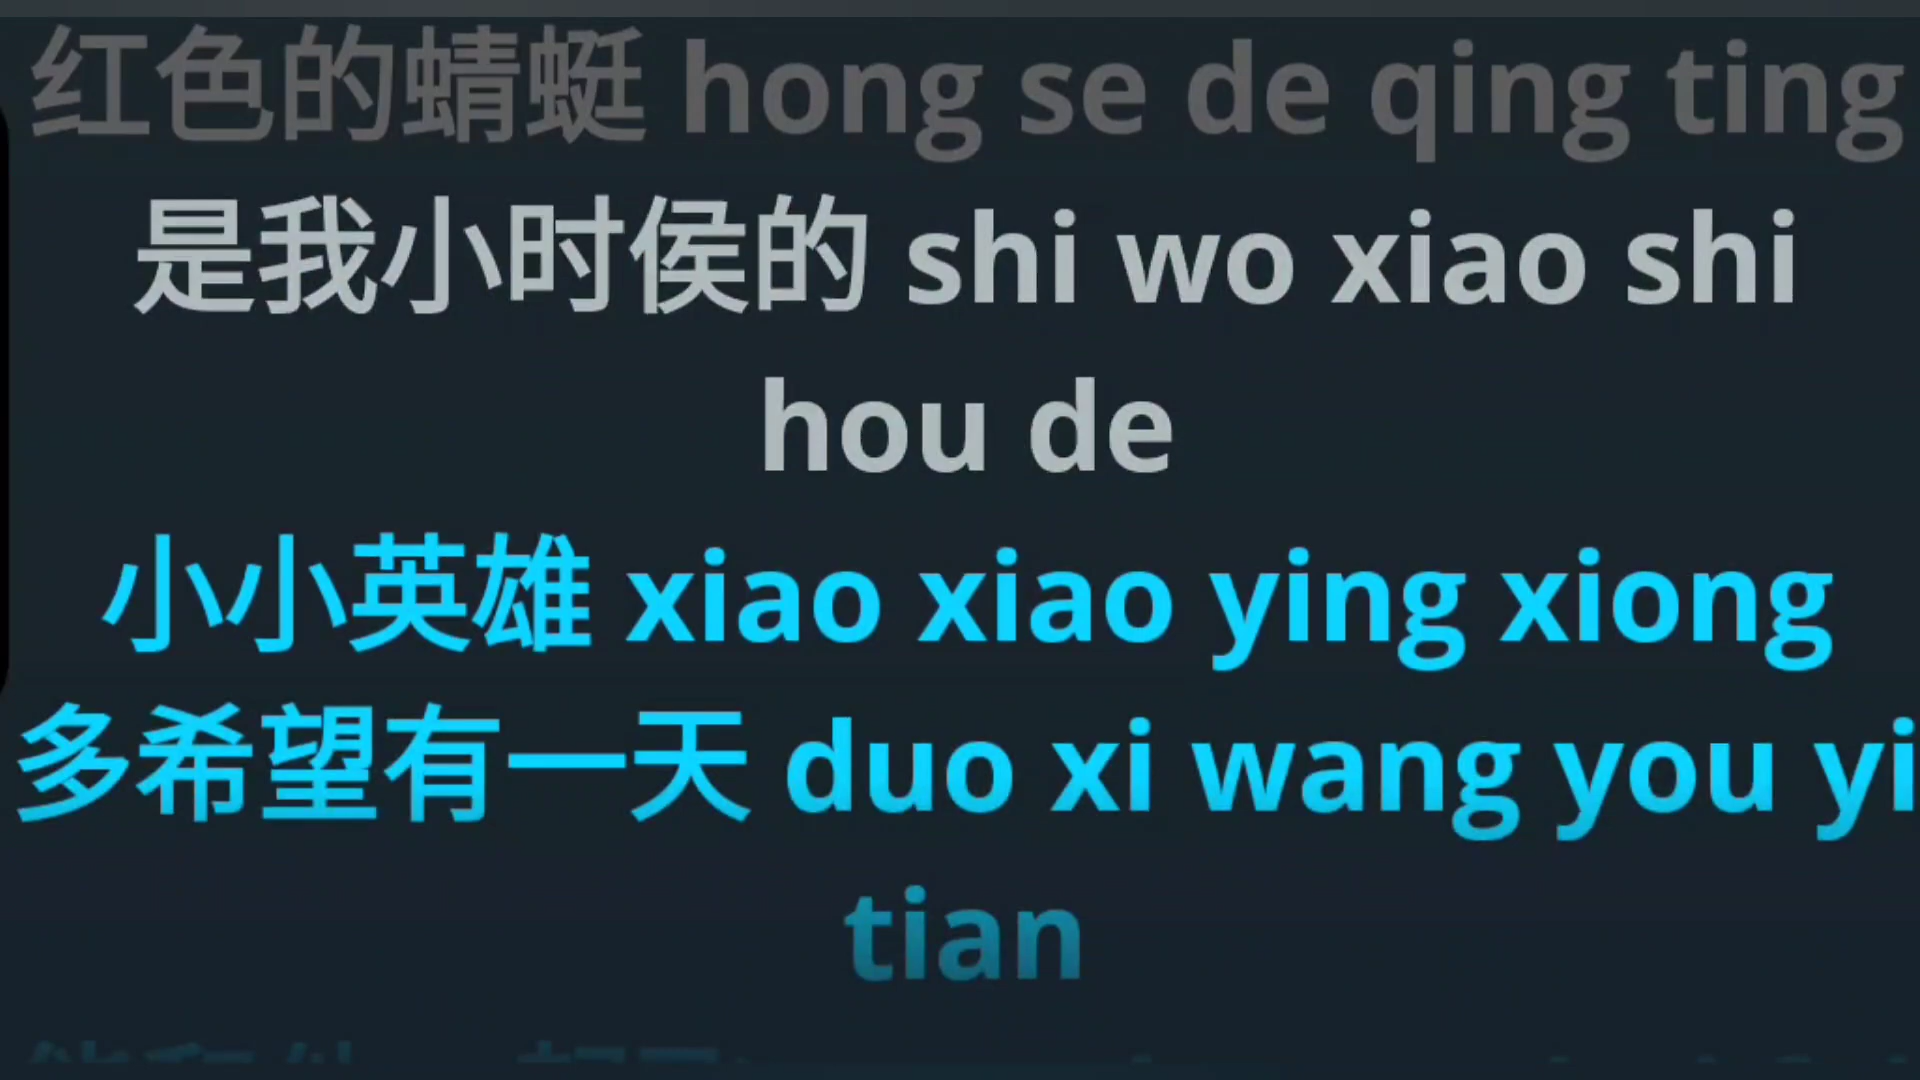 红色的蜻蜓 hong se de qing ting
是我小时侯的 shi wo xiao shi
hou de
小小英雄 xiao xiao ying xiong
多希望有一天 duo xi wang you yi
tian